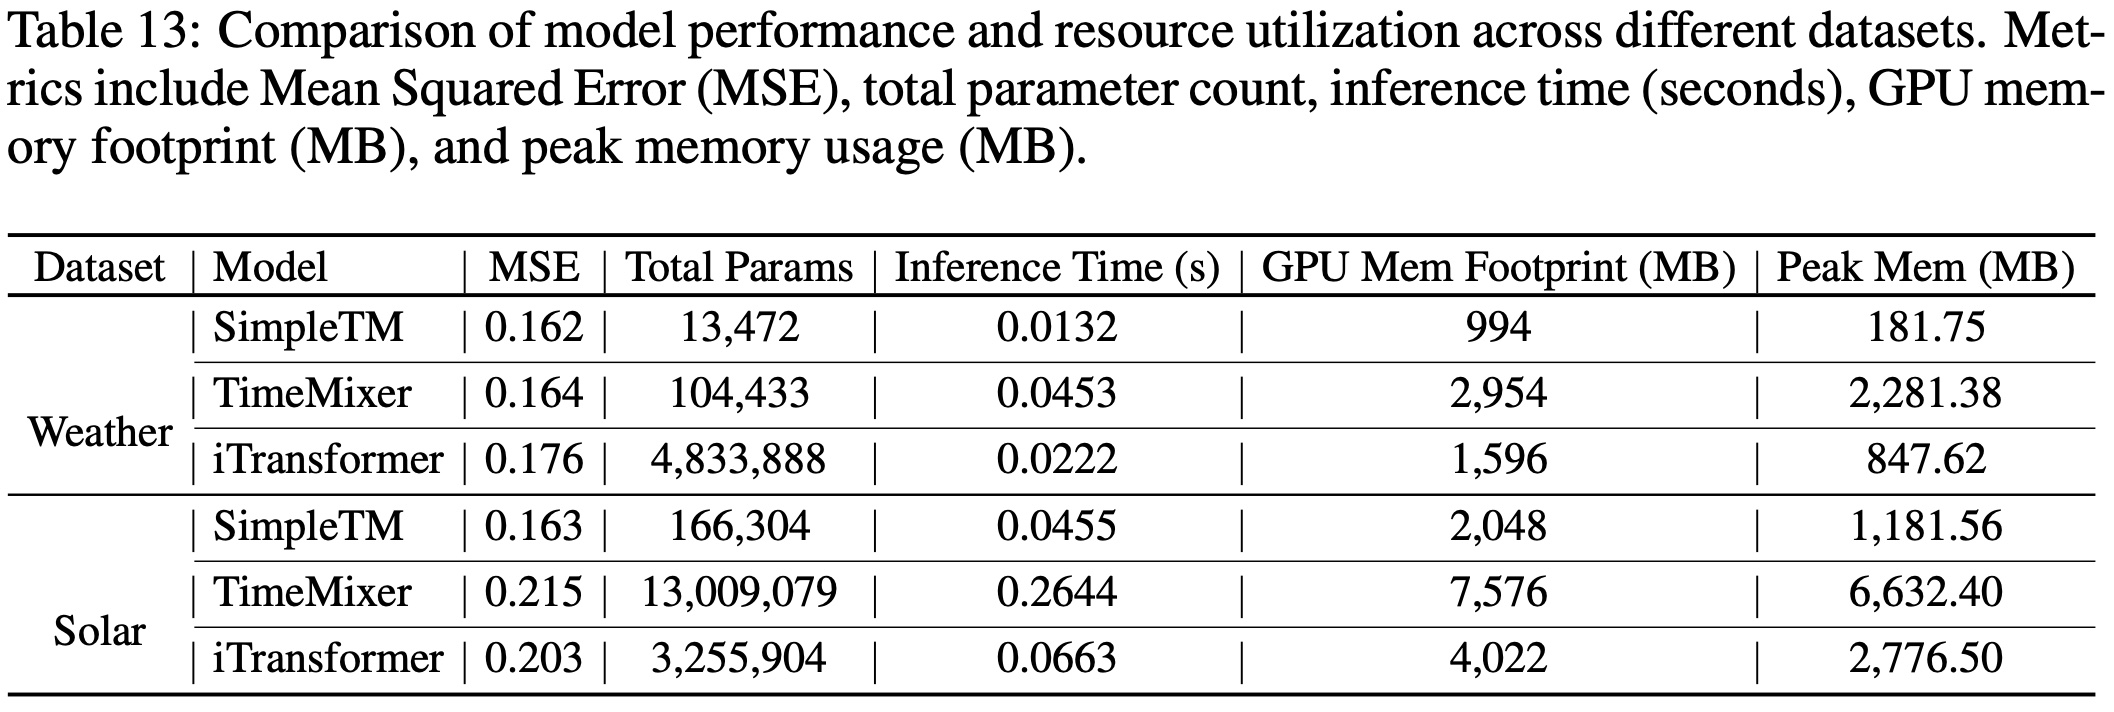 Table 13: Comparison of model performance and resource utilization across different datasets. Met-
rics include Mean Squared Error (MSE), total parameter count, inference time (seconds), GPU mem-
ory footprint (MB), and peak memory usage (MB).
Dataset | Model | MSE | Total Params | Inference Time (s) | GPU Mem Footprint (MB) | Peak Mem (MB)
Weather | SimpleTM | 0.162 | 13,472 | 0.0132 | 994 | 181.75
| TimeMixer | 0.164 | 104,433 | 0.0453 | 2,954 | 2,281.38
| iTransformer | 0.176 | 4,833,888 | 0.0222 | 1,596 | 847.62
Solar | SimpleTM | 0.163 | 166,304 | 0.0455 | 2,048 | 1,181.56
| TimeMixer | 0.215 | 13,009,079 | 0.2644 | 7,576 | 6,632.40
| iTransformer | 0.203 | 3,255,904 | 0.0663 | 4,022 | 2,776.50